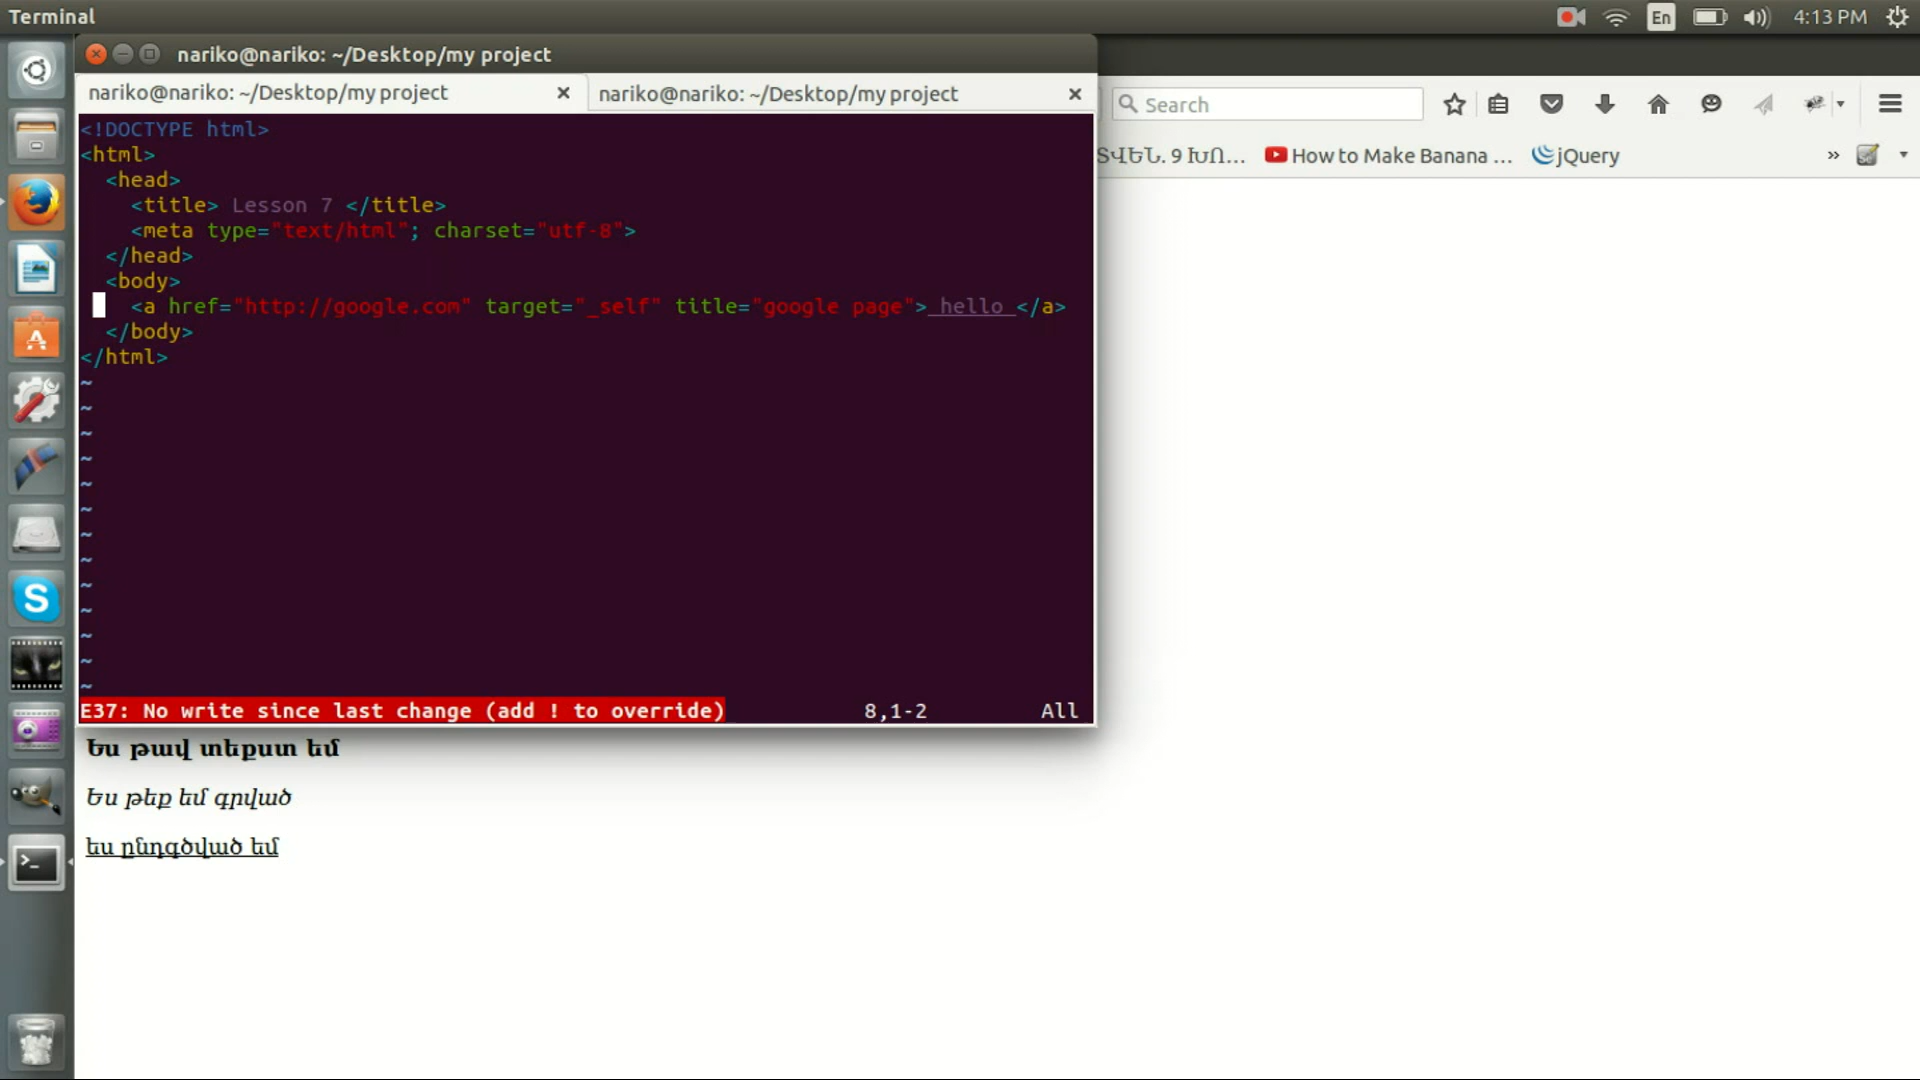 Terminal
En
4:13 PM
nariko@nariko: ~/Desktop/my project
nariko@nariko: ~/Desktop/my project
nariko@nariko: ~/Desktop/my project
Search
ՏՎԵՆ. 9 ԽՈ...
How to Make Banana ...
jQuery
<!DOCTYPE html>
<html>
<head>
<title> Lesson 7 </title>
<meta type="text/html"; charset="utf-8">
</head>
<body>
<a href="http://google.com" target="_self" title="google page"> hello </a>
</body>
</html>
~
~
~
~
~
~
~
~
~
~
~
~
~
E37: No write since last change (add ! to override)
8,1-2
All
Ես թավ տեքստ եմ
Ես թեք եմ գրված
ես ընդգծված եմ